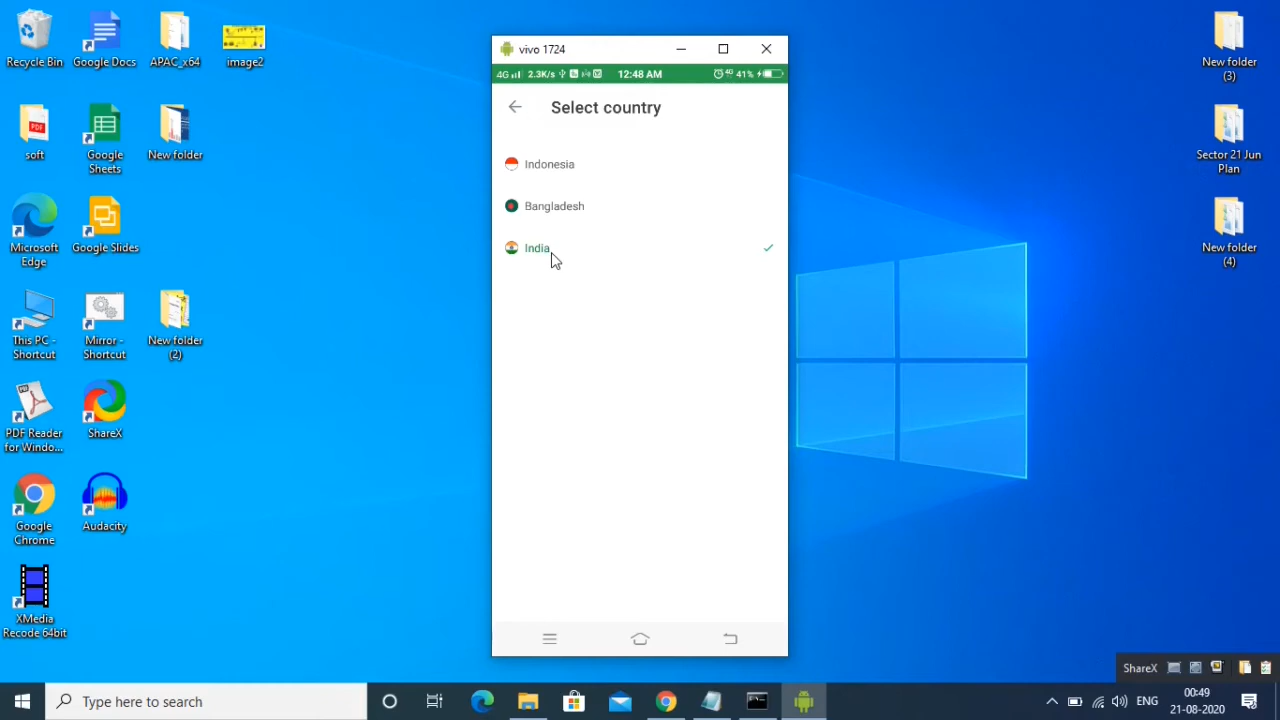 Recycle Bin
Google Docs
APAC_x64
image2
soft
Google
Sheets
New folder
Microsoft
Edge
Google Slides
This PC -
Shortcut
Mirror -
Shortcut
New folder
(2)
PDF Reader
for Windo...
ShareX
Google
Chrome
Audacity
XMedia
Recode 64bit
vivo 1724
4G 2.3K/s 12:48 AM 4G 41%
Select country
Indonesia
Bangladesh
India
New folder
(3)
Sector 21 Jun
Plan
New folder
(4)
ShareX
Type here to search
ENG
00:49
21-08-2020